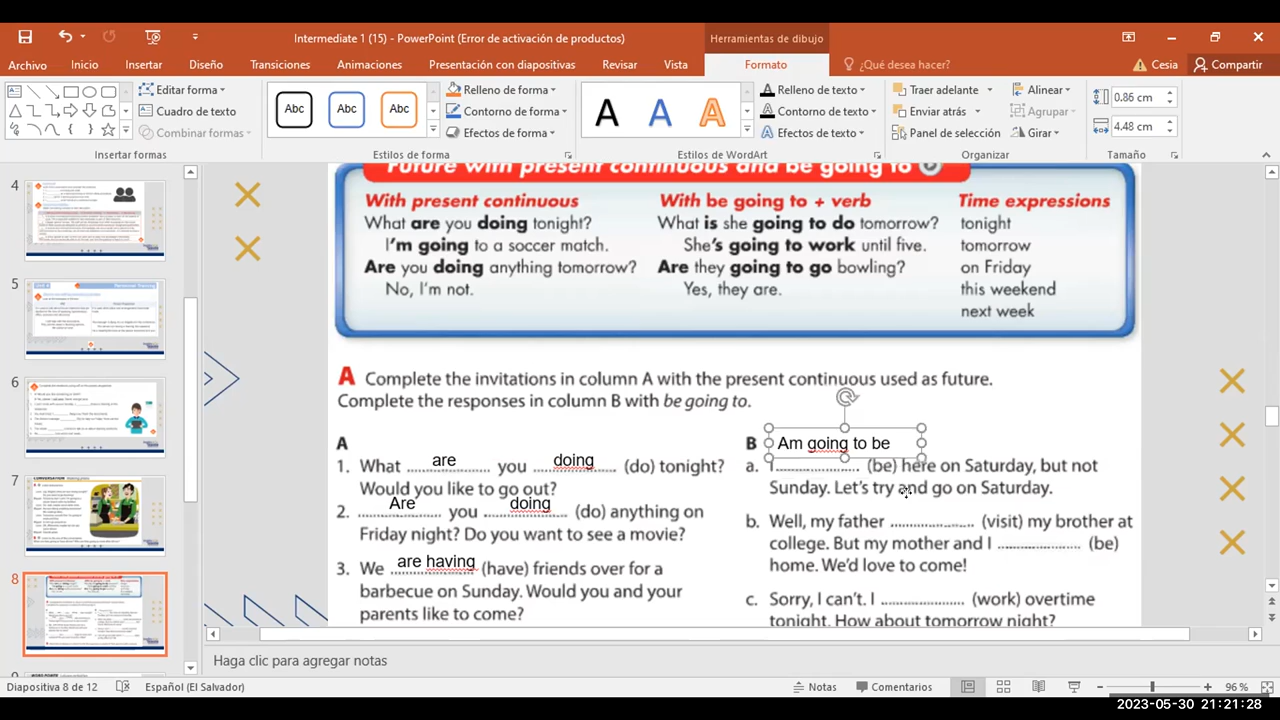 Intermediate 1 (15) - PowerPoint (Error de activación de productos)
Herramientas de dibujo
Archivo Inicio Insertar Diseño Transiciones Animaciones Presentación con diapositivas Revisar Vista Formato ¿Qué desea hacer? Cesia Compartir
Editar forma
Cuadro de texto
Combinar formas
Insertar formas
Abc Abc Abc
Relleno de forma
Contorno de forma
Efectos de forma
Estilos de forma
A A A
Relleno de texto
Contorno de texto
Efectos de texto
Estilos de WordArt
Traer adelante
Enviar atrás
Panel de selección
Alinear
Agrupar
Girar
Organizar
0.86 cm
4.48 cm
Tamaño
4
5
6
7
8
Future with present continuous and be going to
With present continuous
What are you doing tonight?
I'm going to a soccer match.
Are you doing anything tomorrow?
No, I'm not.
With be going to + verb
What is she going to do tomorrow?
She's going to work until five.
Are they going to go bowling?
Yes, they are.
Time expressions
tonight
tomorrow
on Friday
this weekend
next week
A Complete the invitations in column A with the present continuous used as future.
Complete the responses in column B with be going to.
A
1. What are you doing (do) tonight?
Would you like to go out?
2. Are you doing (do) anything on
Friday night? Do you want to see a movie?
3. We are having (have) friends over for a
barbecue on Sunday. Would you and your
parents like to come?
B
Am going to be
a. I (be) here on Saturday, but not
Sunday. Let's try and go on Saturday.
b. Well, my father (visit) my brother at
college. But my mother and I (be)
home. We'd love to come!
c. Sorry, I can't. I (work) overtime
tonight. How about tomorrow night?
Haga clic para agregar notas
Diapositiva 8 de 12 Español (El Salvador) Notas Comentarios 96 %
2023-05-30 21:21:28